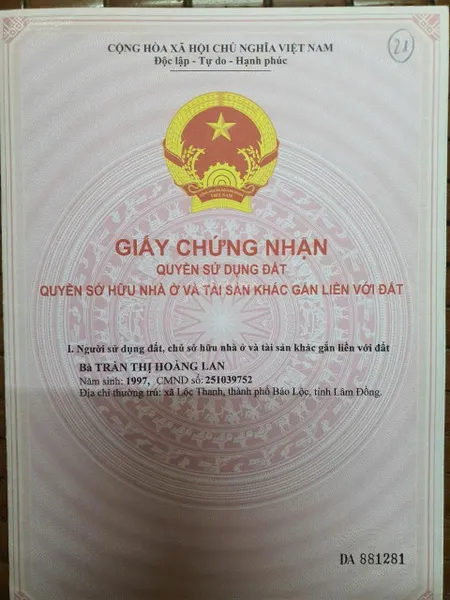 CỘNG HÒA XÃ HỘI CHỦ NGHĨA VIỆT NAM
Độc lập - Tự do - Hạnh phúc
21
VIỆT NAM
GIẤY CHỨNG NHẬN
QUYỀN SỬ DỤNG ĐẤT
QUYỀN SỞ HỮU NHÀ Ở VÀ TÀI SẢN KHÁC GẮN LIỀN VỚI ĐẤT
I. Người sử dụng đất, chủ sở hữu nhà ở và tài sản khác gắn liền với đất
Bà TRẦN THỊ HOÀNG LAN
Năm sinh: 1997, CMND số: 251039752
Địa chỉ thường trú: xã Lộc Thanh, thành phố Bảo Lộc, tỉnh Lâm Đồng.
DA 881281